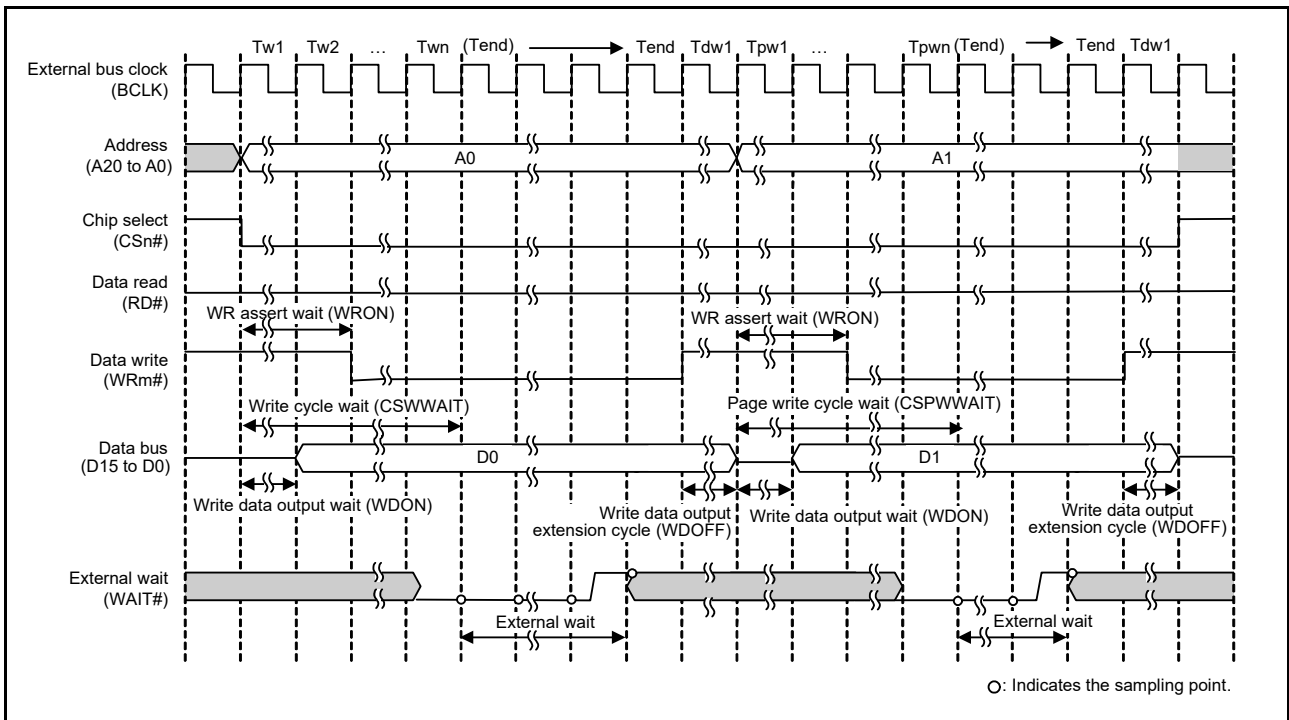 Tw1 Tw2 … Twn (Tend) Tend Tdw1 Tpw1 … Tpwn (Tend) Tend Tdw1
External bus clock
(BCLK)
Address
(A20 to A0)
A0 A1
Chip select
(CSn#)
Data read
(RD#)
WR assert wait (WRON) WR assert wait (WRON)
Data write
(WRm#)
Write cycle wait (CSWWAIT) Page write cycle wait (CSPWWAIT)
Data bus
(D15 to D0)
D0 D1
Write data output wait (WDON)
Write data output
extension cycle (WDOFF)
Write data output wait (WDON)
Write data output
extension cycle (WDOFF)
External wait
(WAIT#)
External wait External wait
: Indicates the sampling point.